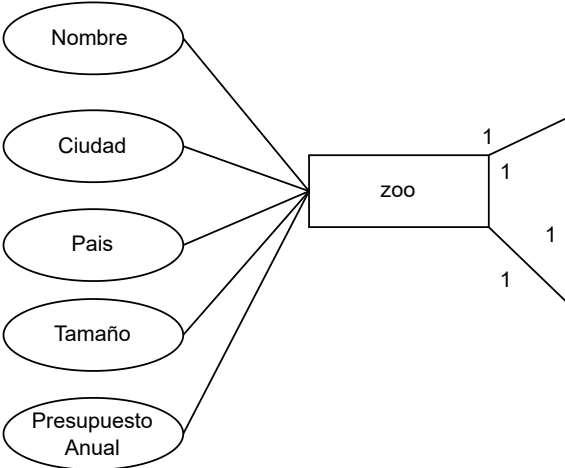 Nombre
Ciudad
Pais
Tamaño
Presupuesto
Anual
zoo
1
1
1
1